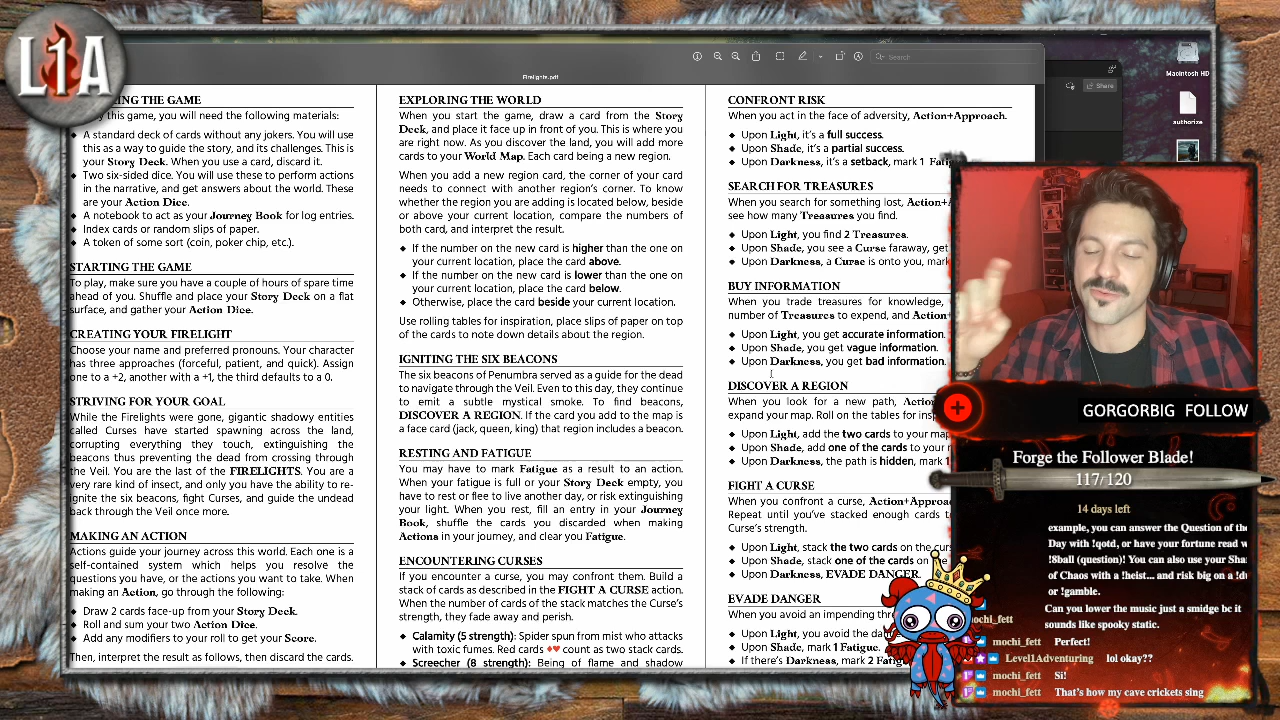 L1A
Firelights.pdf
Search
Share
Macintosh HD
authorize
ING THE GAME
this game, you will need the following materials:
◆ A standard deck of cards without any jokers. You will use
this as a way to guide the story, and its challenges. This is
your Story Deck. When you use a card, discard it.
◆ Two six-sided dice. You will use these to perform actions
in the narrative, and get answers about the world. These
are your Action Dice.
◆ A notebook to act as your Journey Book for log entries.
◆ Index cards or random slips of paper.
◆ A token of some sort (coin, poker chip, etc.).
STARTING THE GAME
To play, make sure you have a couple of hours of spare time
ahead of you. Shuffle and place your Story Deck on a flat
surface, and gather your Action Dice.
CREATING YOUR FIRELIGHT
Choose your name and preferred pronouns. Your character
has three approaches (forceful, patient, and quick). Assign
one to a +2, another with a +1, the third defaults to a 0.
STRIVING FOR YOUR GOAL
While the Firelights were gone, gigantic shadowy entities
called Curses have started spawning across the land,
corrupting everything they touch, extinguishing the
beacons thus preventing the dead from crossing through
the Veil. You are the last of the FIRELIGHTS. You are a
very rare kind of insect, and only you have the ability to re-
ignite the six beacons, fight Curses, and guide the undead
back through the Veil once more.
MAKING AN ACTION
Actions guide your journey across this world. Each one is a
self-contained system which helps you resolve the
questions you have, or the actions you want to take. When
making an Action, go through the following:
◆ Draw 2 cards face-up from your Story Deck.
◆ Roll and sum your two Action Dice.
◆ Add any modifiers to your roll to get your Score.
Then, interpret the result as follows, then discard the cards.
EXPLORING THE WORLD
When you start the game, draw a card from the Story
Deck, and place it face up in front of you. This is where you
are right now. As you discover the land, you will add more
cards to your World Map. Each card being a new region.
When you add a new region card, the corner of your card
needs to connect with another region's corner. To know
whether the region you are adding is located below, beside
or above your current location, compare the numbers of
both card, and interpret the result.
◆ If the number on the new card is higher than the one on
your current location, place the card above.
◆ If the number on the new card is lower than the one on
your current location, place the card below.
◆ Otherwise, place the card beside your current location.
Use rolling tables for inspiration, place slips of paper on top
of the cards to note down details about the region.
IGNITING THE SIX BEACONS
The six beacons of Penumbra served as a guide for the dead
to navigate through the Veil. Even to this day, they continue
to emit a subtle mystical smoke. To find beacons,
DISCOVER A REGION. If the card you add to the map is
a face card (jack, queen, king) that region includes a beacon.
RESTING AND FATIGUE
You may have to mark Fatigue as a result to an action.
When your fatigue is full or your Story Deck empty, you
have to rest or flee to live another day, or risk extinguishing
your light. When you rest, fill an entry in your Journey
Book, shuffle the cards you discarded when making
Actions in your journey, and clear you Fatigue.
ENCOUNTERING CURSES
If you encounter a curse, you may confront them. Build a
stack of cards as described in the FIGHT A CURSE action.
When the number of cards of the stack matches the Curse's
strength, they fade away and perish.
◆ Calamity (5 strength): Spider spun from mist who attacks
with toxic fumes. Red cards ♦♥ count as two stack cards.
◆ Screecher (8 strength): Being of flame and shadow
CONFRONT RISK
When you act in the face of adversity, Action+Approach.
◆ Upon Light, it's a full success.
◆ Upon Shade, it's a partial success.
◆ Upon Darkness, it's a setback, mark 1 Fatig
SEARCH FOR TREASURES
When you search for something lost, Action+A
see how many Treasures you find.
◆ Upon Light, you find 2 Treasures.
◆ Upon Shade, you see a Curse faraway, get
◆ Upon Darkness, a Curse is onto you, mark
BUY INFORMATION
When you trade treasures for knowledge,
number of Treasures to expend, and Action+
◆ Upon Light, you get accurate information.
◆ Upon Shade, you get vague information.
◆ Upon Darkness, you get bad information.
DISCOVER A REGION
When you look for a new path, Action
expand your map. Roll on the tables for ins
◆ Upon Light, add the two cards to your map
◆ Upon Shade, add one of the cards to your
◆ Upon Darkness, the path is hidden, mark 1
FIGHT A CURSE
When you confront a curse, Action+Approa
Repeat until you've stacked enough cards to
Curse's strength.
◆ Upon Light, stack the two cards on the curs
◆ Upon Shade, stack one of the cards on the
◆ Upon Darkness, EVADE DANGER.
EVADE DANGER
When you avoid an impending thr
◆ Upon Light, you avoid the da
◆ Upon Shade, mark 1 Fatigue.
◆ If there's Darkness, mark 2 Fatig
GORGORBIG FOLLOW
Forge the Follower Blade!
117/120
14 days left
example, you can answer the Question of the
Day with !qotd, or have your fortune read w
!8ball (question)! You can also use your Sha
of Chaos with a !heist... and risk big on a !du
or !gamble.
mochi_fett Can you lower the music just a smidge bc it
sounds like spooky static.
mochi_fett Perfect!
Level1Adventuring lol okay??
mochi_fett Si!
mochi_fett That's how my cave crickets sing